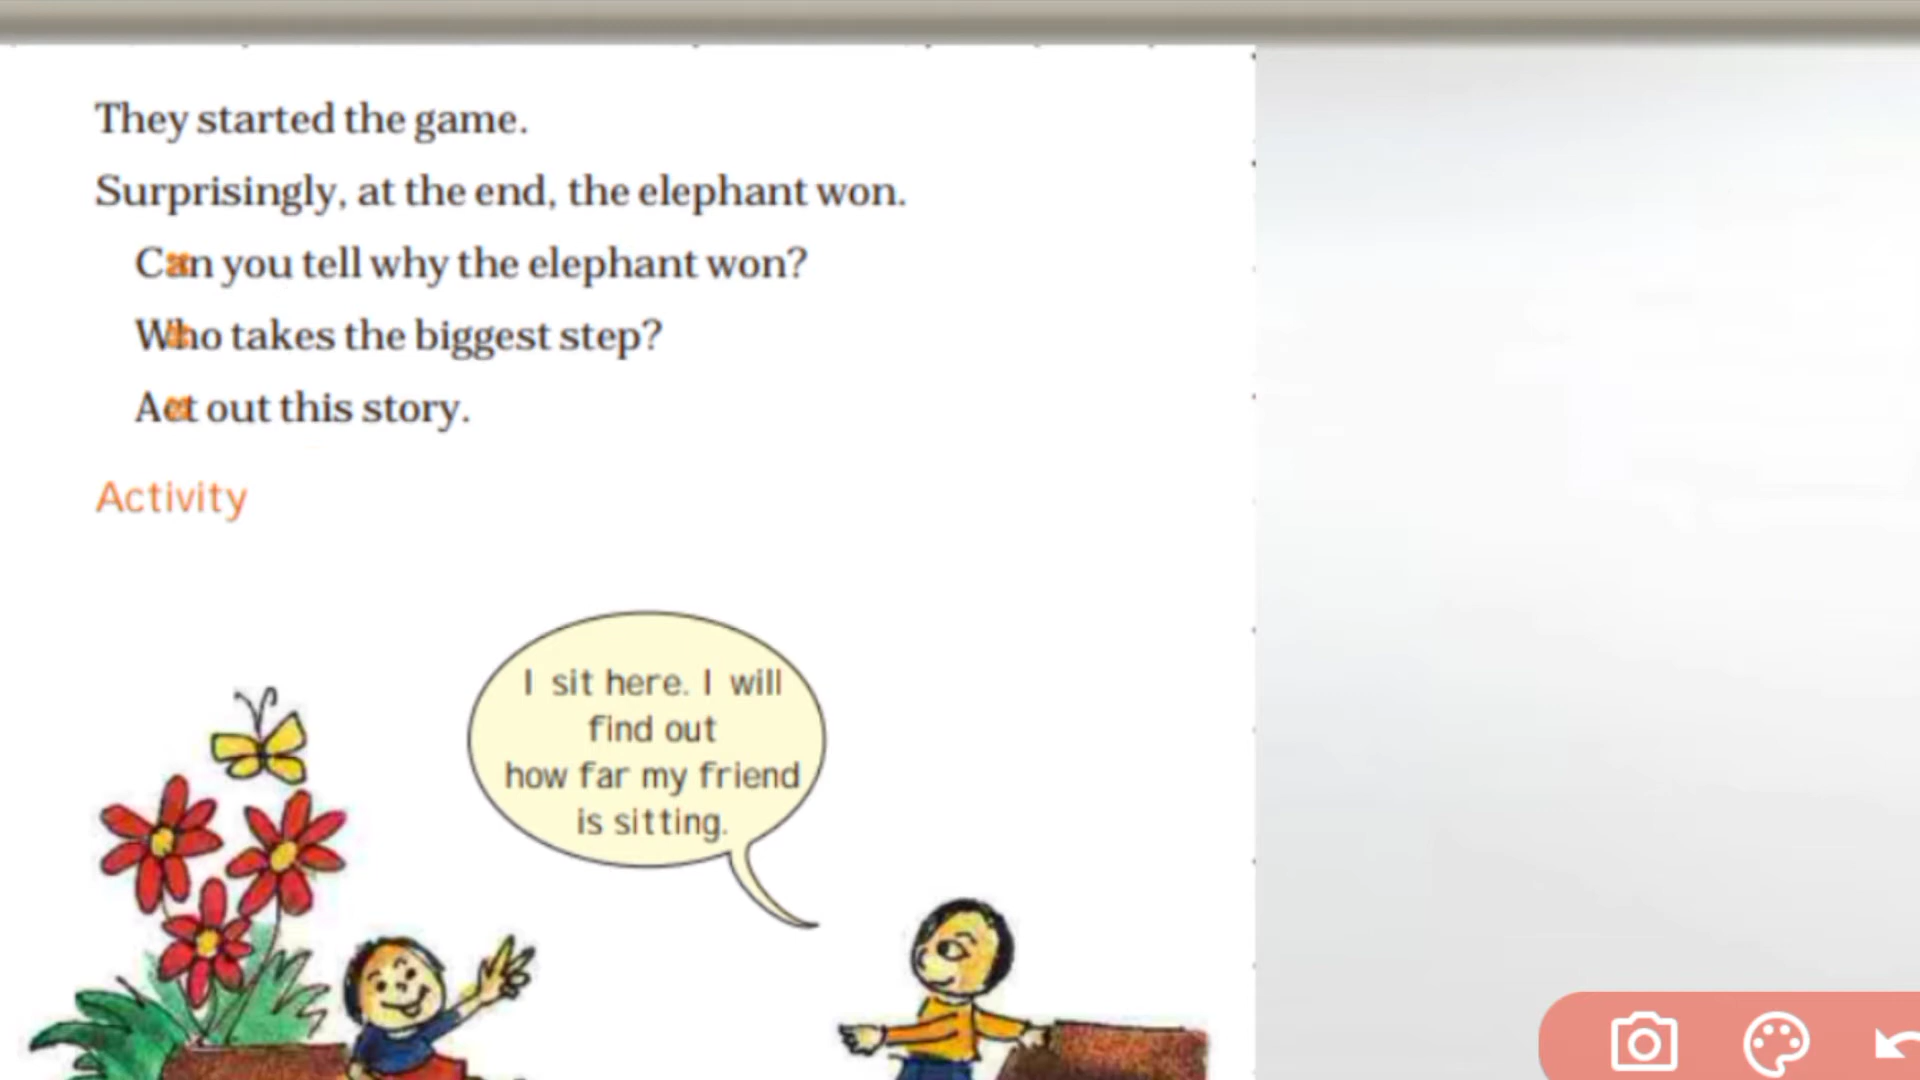 They started the game.
Surprisingly, at the end, the elephant won.
Can you tell why the elephant won?
Who takes the biggest step?
Act out this story.
Activity
I sit here. I will
find out
how far my friend
is sitting.